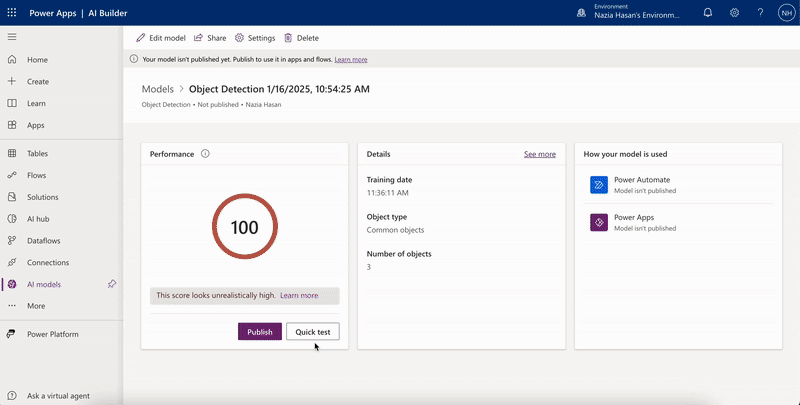 Power Apps | AI Builder
Environment
Nazia Hasan's Environm...
NH
Edit model
Share
Settings
Delete
Your model isn't published yet. Publish to use it in apps and flows. Learn more
Home
Create
Learn
Apps
Tables
Flows
Solutions
AI hub
Dataflows
Connections
AI models
More
Power Platform
Ask a virtual agent
Models > Object Detection 1/16/2025, 10:54:25 AM
Object Detection • Not published • Nazia Hasan
Performance
100
This score looks unrealistically high. Learn more
Publish
Quick test
Details
See more
Training date
11:36:11 AM
Object type
Common objects
Number of objects
3
How your model is used
Power Automate
Model isn't published
Power Apps
Model isn't published